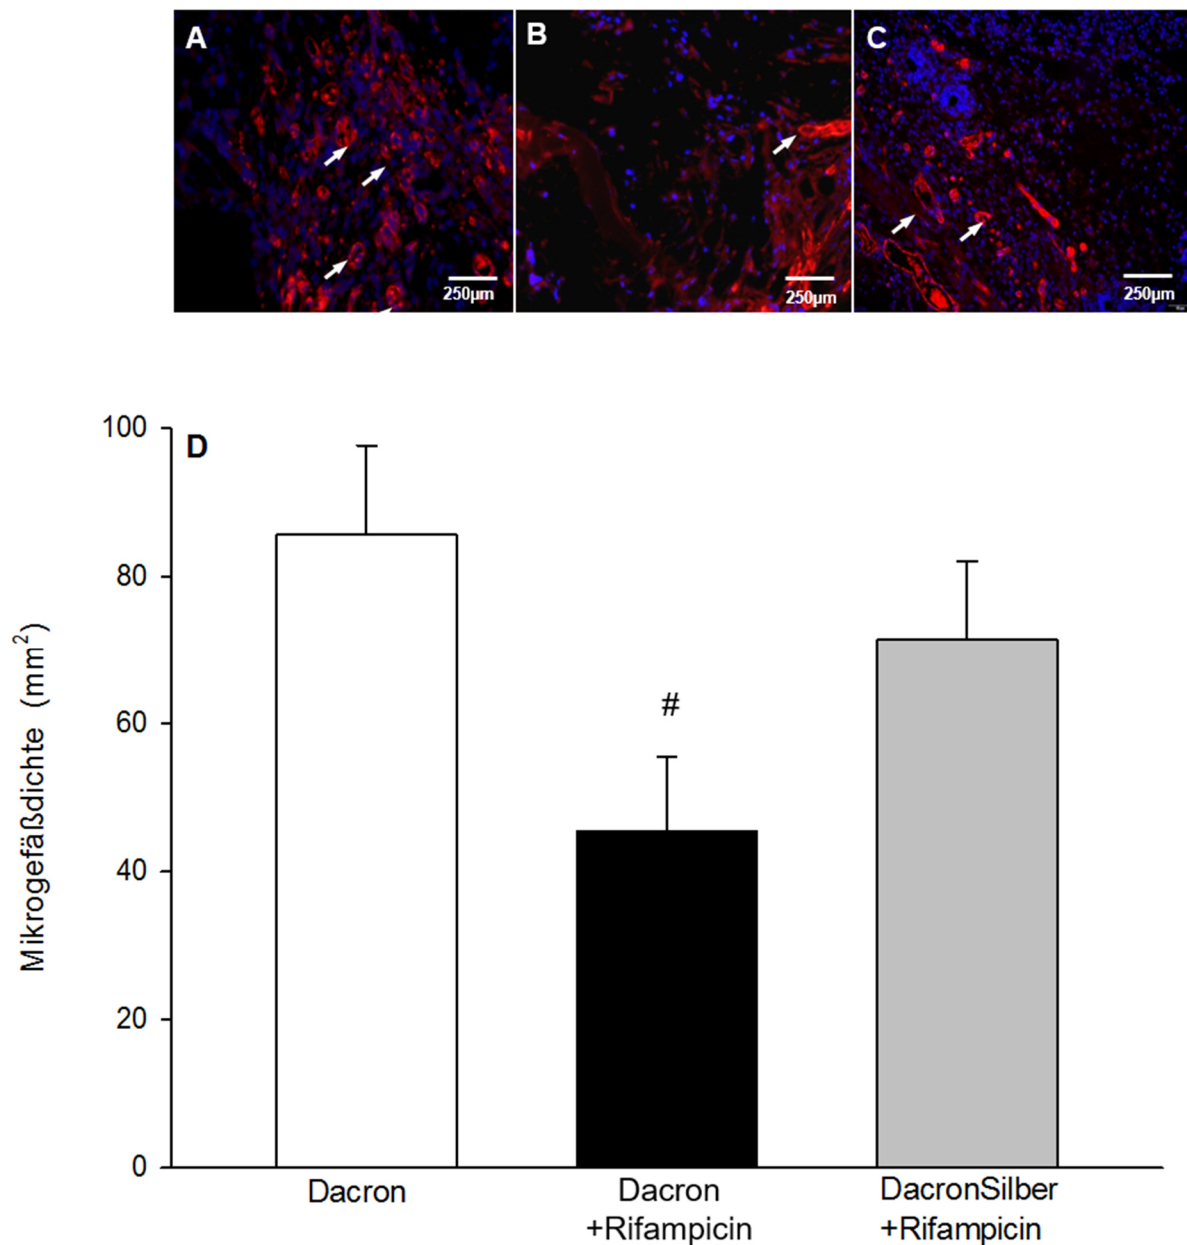 A
B
C
250µm
250µm
250µm
D
100
80
60
40
20
0
Mikrogefäßdichte (mm²)
#
Dacron
Dacron
+Rifampicin
DacronSilber
+Rifampicin